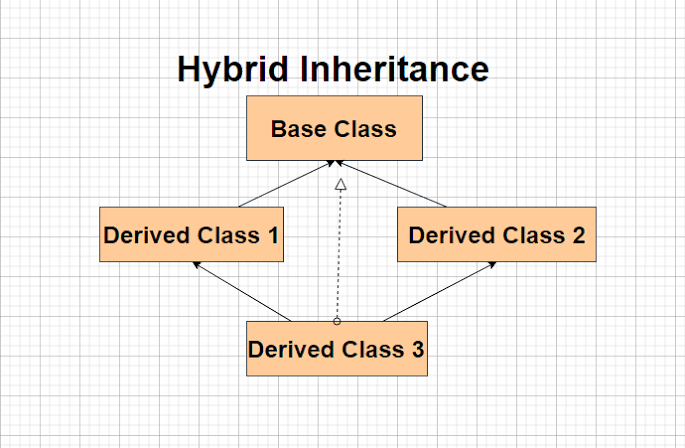 Hybrid Inheritance
Base Class
Derived Class 1
Derived Class 2
Derived Class 3